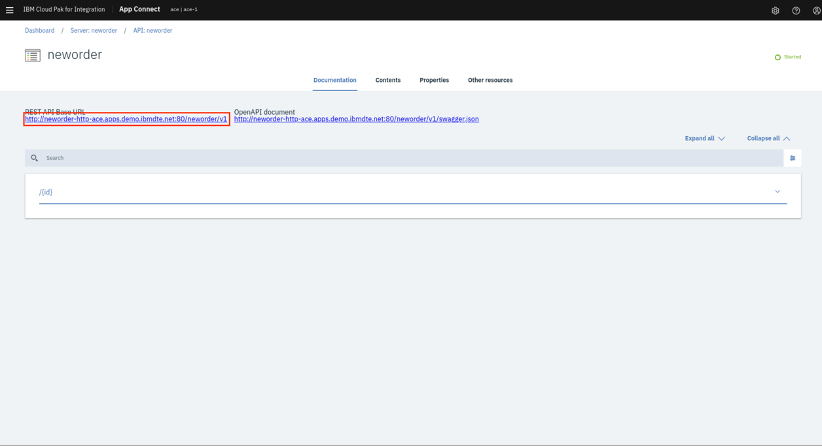 IBM Cloud Pak for Integration App Connect ace | ace-1
Dashboard / Server: neworder / API: neworder
neworder
Started
Documentation Contents Properties Other resources
REST API Base URL OpenAPI document
http://neworder-http-ace.apps.demo.ibmdte.net:80/neworder/v1 http://neworder-http-ace.apps.demo.ibmdte.net:80/neworder/v1/swagger.json
Expand all Collapse all
Search
/{id}